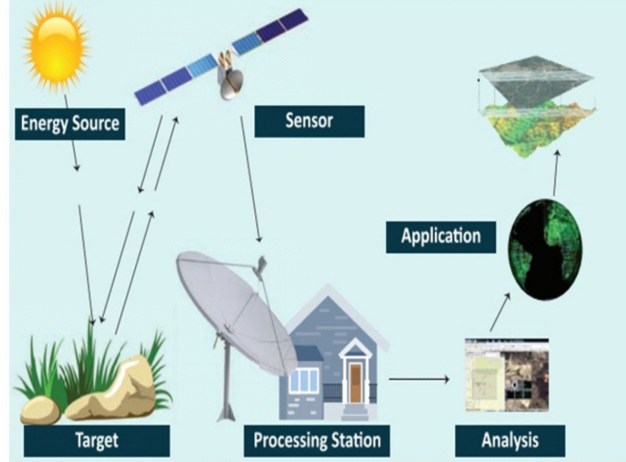 Energy Source
Sensor
Application
Target
Processing Station
Analysis